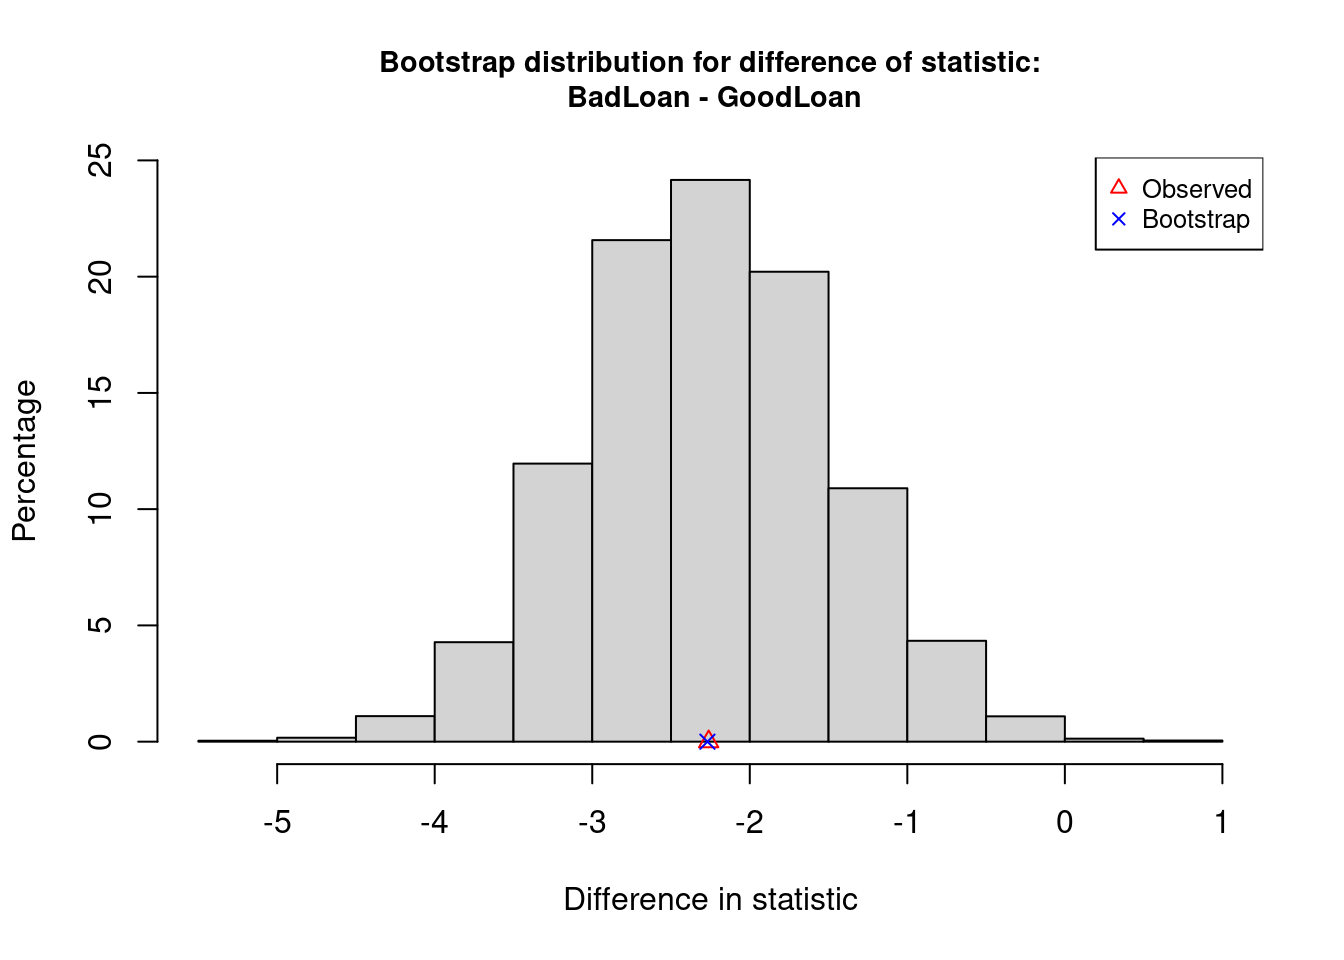 Bootstrap distribution for difference of statistic:
BadLoan - GoodLoan
Observed
Bootstrap
Percentage
25
20
15
10
5
0
-5 -4 -3 -2 -1 0 1
Difference in statistic